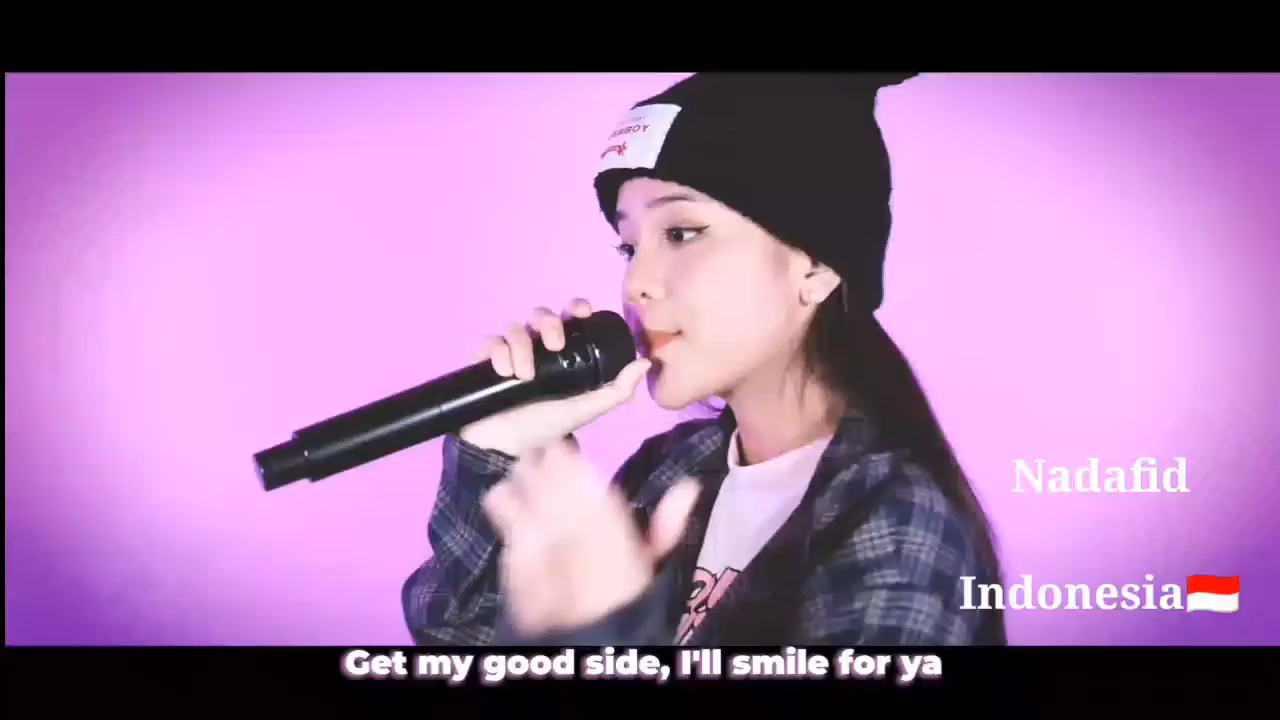 Nadafid
Indonesia🇮🇩
Get my good side, I'll smile for ya